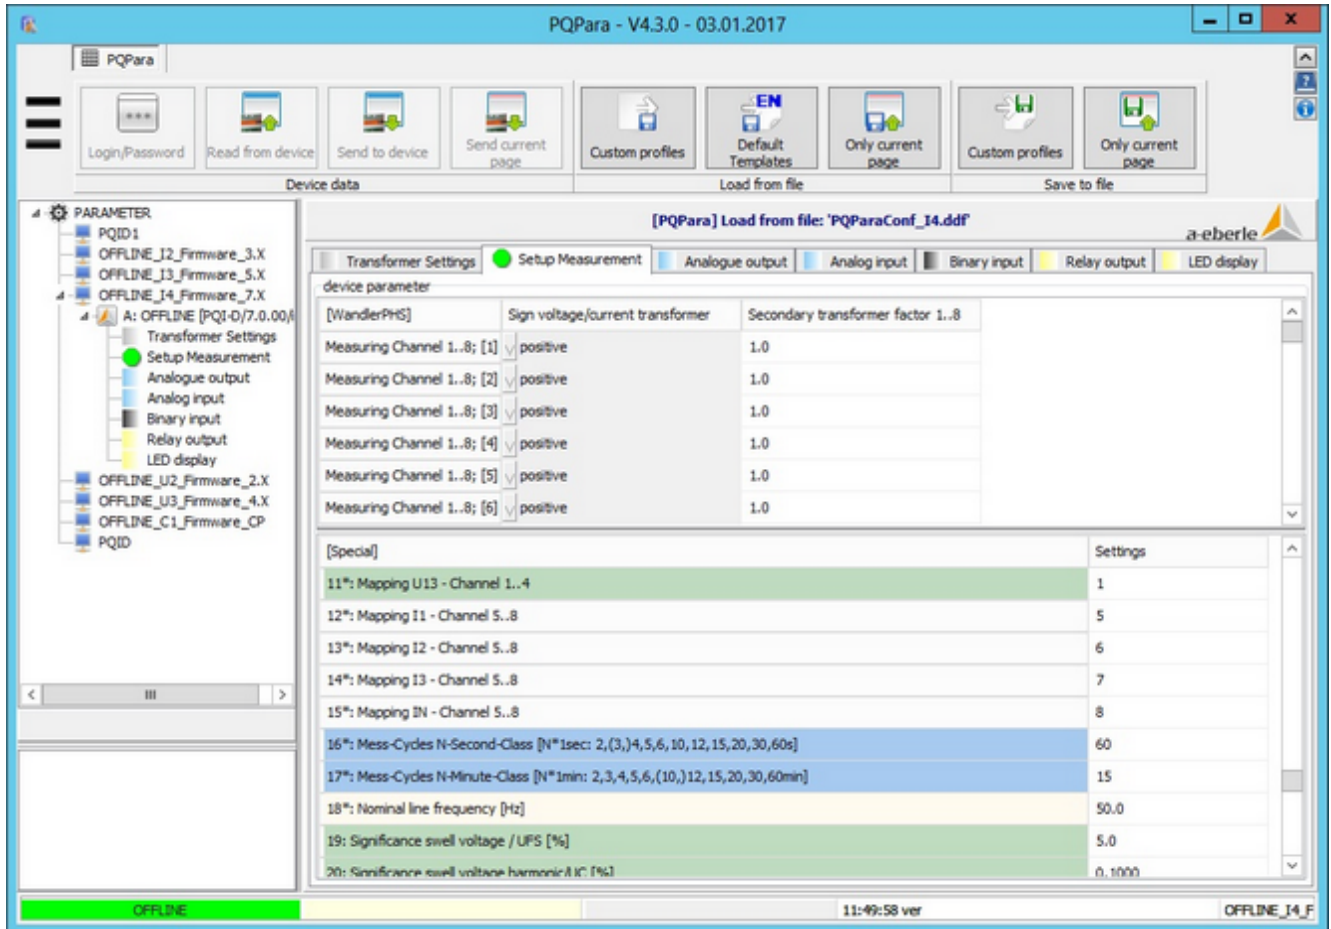 PQPara - V4.3.0 - 03.01.2017
PQPara
Login/Password
Read from device
Send to device
Send current page
Custom profiles
EN
Default Templates
Only current page
Custom profiles
Only current page
Device data
Load from file
Save to file
PARAMETER
PQID1
OFFLINE_I2_Firmware_3.X
OFFLINE_I3_Firmware_5.X
OFFLINE_I4_Firmware_7.X
A: OFFLINE [PQI-D/7.0.00/
Transformer Settings
Setup Measurement
Analogue output
Analog input
Binary input
Relay output
LED display
OFFLINE_U2_Firmware_2.X
OFFLINE_U3_Firmware_4.X
OFFLINE_C1_Firmware_CP
PQID
[PQPara] Load from file: 'PQParaConf_I4.ddf'
a-eberle
Transformer Settings Setup Measurement Analogue output Analog input Binary input Relay output LED display
device parameter
[WandlerPHS] Sign voltage/current transformer Secondary transformer factor 1..8
Measuring Channel 1..8; [1] positive 1.0
Measuring Channel 1..8; [2] positive 1.0
Measuring Channel 1..8; [3] positive 1.0
Measuring Channel 1..8; [4] positive 1.0
Measuring Channel 1..8; [5] positive 1.0
Measuring Channel 1..8; [6] positive 1.0
[Special] Settings
11*: Mapping U13 - Channel 1..4 1
12*: Mapping I1 - Channel 5..8 5
13*: Mapping I2 - Channel 5..8 6
14*: Mapping I3 - Channel 5..8 7
15*: Mapping IN - Channel 5..8 8
16*: Mess-Cycles N-Second-Class [N*1sec: 2,(3,)4,5,6,10,12,15,20,30,60s] 60
17*: Mess-Cycles N-Minute-Class [N*1min: 2,3,4,5,6,(10,)12,15,20,30,60min] 15
18*: Nominal line frequency [Hz] 50.0
19: Significance swell voltage / UFS [%] 5.0
20: Significance swell voltage harmonic/UC [%] 0.1000
OFFLINE 11:49:58 ver OFFLINE_I4_F